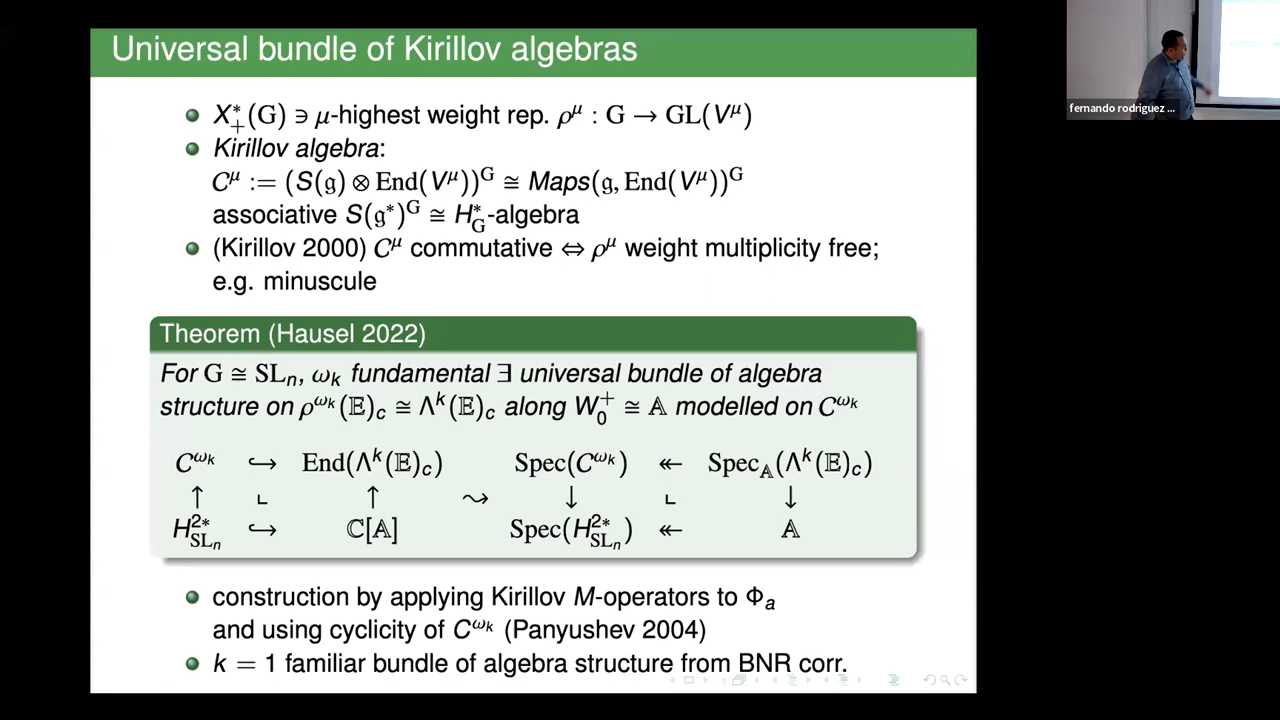 Universal bundle of Kirillov algebras
X*₊(G) ∋ μ-highest weight rep. ρ^μ : G → GL(V^μ)
Kirillov algebra:
C^μ := (S(𝔤) ⊗ End(V^μ))^G ≅ Maps(𝔤, End(V^μ))^G
associative S(𝔤*)^G ≅ H*_G-algebra
(Kirillov 2000) C^μ commutative ⇔ ρ^μ weight multiplicity free;
e.g. minuscule
Theorem (Hausel 2022)
For G ≅ SL_n, ω_k fundamental ∃ universal bundle of algebra
structure on ρ^{ω_k}(𝔼)_c ≅ Λ^k(𝔼)_c along W₀⁺ ≅ 𝔸 modelled on C^{ω_k}
C^{ω_k} ↪ End(Λ^k(𝔼)_c) Spec(C^{ω_k}) ↞ Spec_𝔸(Λ^k(𝔼)_c)
↑ ⌞ ↑ ⇝ ↓ ⌞ ↓
H^{2*}_{SL_n} ↪ ℂ[𝔸] Spec(H^{2*}_{SL_n}) ↞ 𝔸
construction by applying Kirillov M-operators to Φ_a
and using cyclicity of C^{ω_k} (Panyushev 2004)
k = 1 familiar bundle of algebra structure from BNR corr.
fernando rodriguez ...